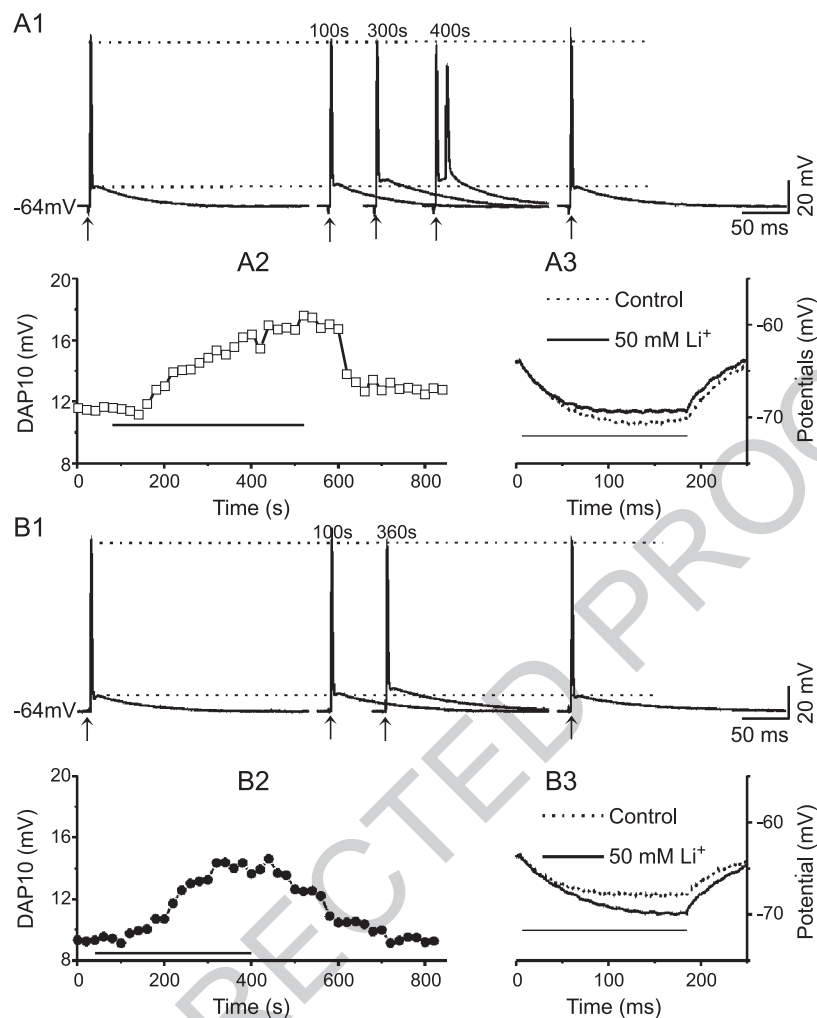 A1
100s 300s 400s
-64mV
20 mV
50 ms
A2
20
16
12
8
DAP10 (mV)
0 200 400 600 800
Time (s)
A3
Control
50 mM Li⁺
-60
-70
Potentials (mV)
0 100 200
Time (ms)
B1
100s 360s
-64mV
20 mV
50 ms
B2
20
16
12
8
DAP10 (mV)
0 200 400 600 800
Time (s)
B3
Control
50 mM Li⁺
-60
-70
Potential (mV)
0 100 200
Time (ms)
RECTED PROO